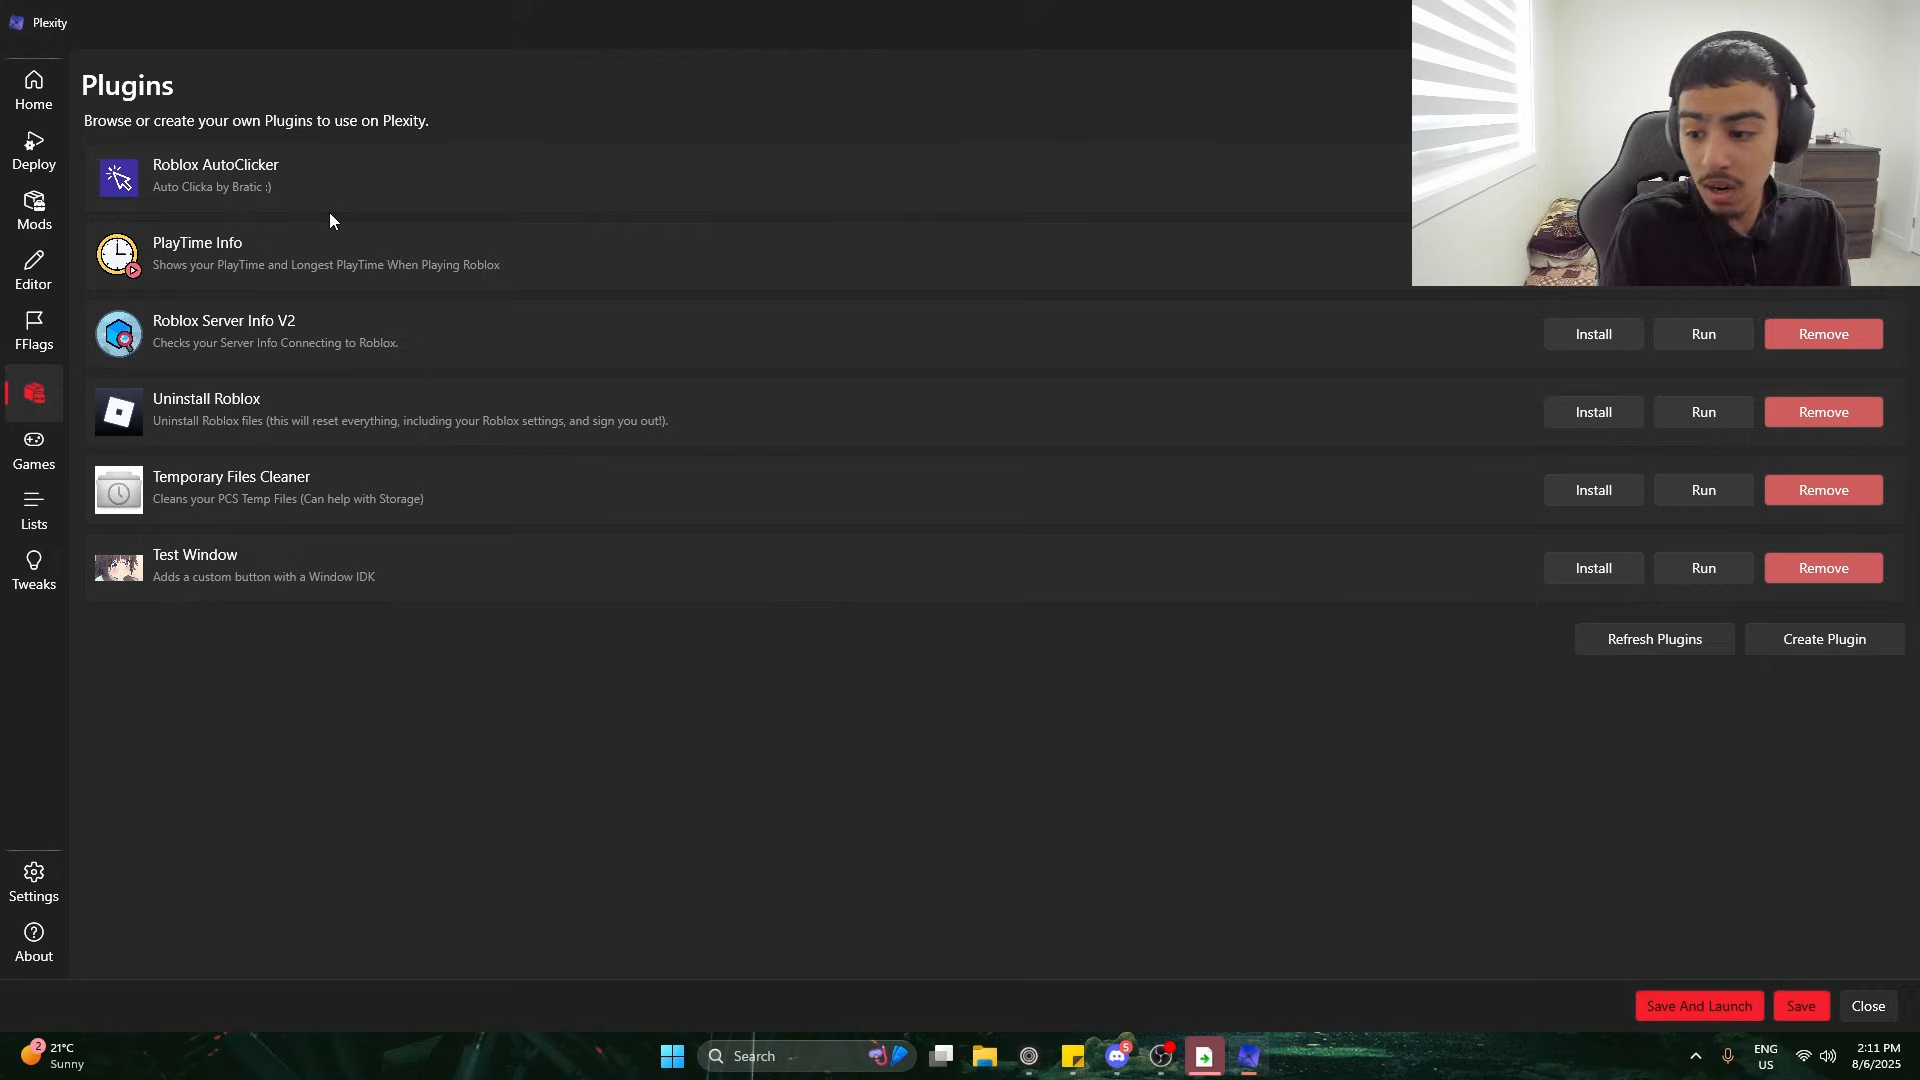 Plexity
Home
Deploy
Mods
Editor
FFlags
Games
Lists
Tweaks
Settings
About
Plugins
Browse or create your own Plugins to use on Plexity.
Roblox AutoClicker
Auto Clicka by Bratic :)
PlayTime Info
Shows your PlayTime and Longest PlayTime When Playing Roblox
Roblox Server Info V2
Checks your Server Info Connecting to Roblox.
Install Run Remove
Uninstall Roblox
Uninstall Roblox files (this will reset everything, including your Roblox settings, and sign you out!).
Install Run Remove
Temporary Files Cleaner
Cleans your PCS Temp Files (Can help with Storage)
Install Run Remove
Test Window
Adds a custom button with a Window IDK
Install Run Remove
Refresh Plugins Create Plugin
Save And Launch Save Close
2
21°C
Sunny
Search
5
ENG
US
2:11 PM
8/6/2025